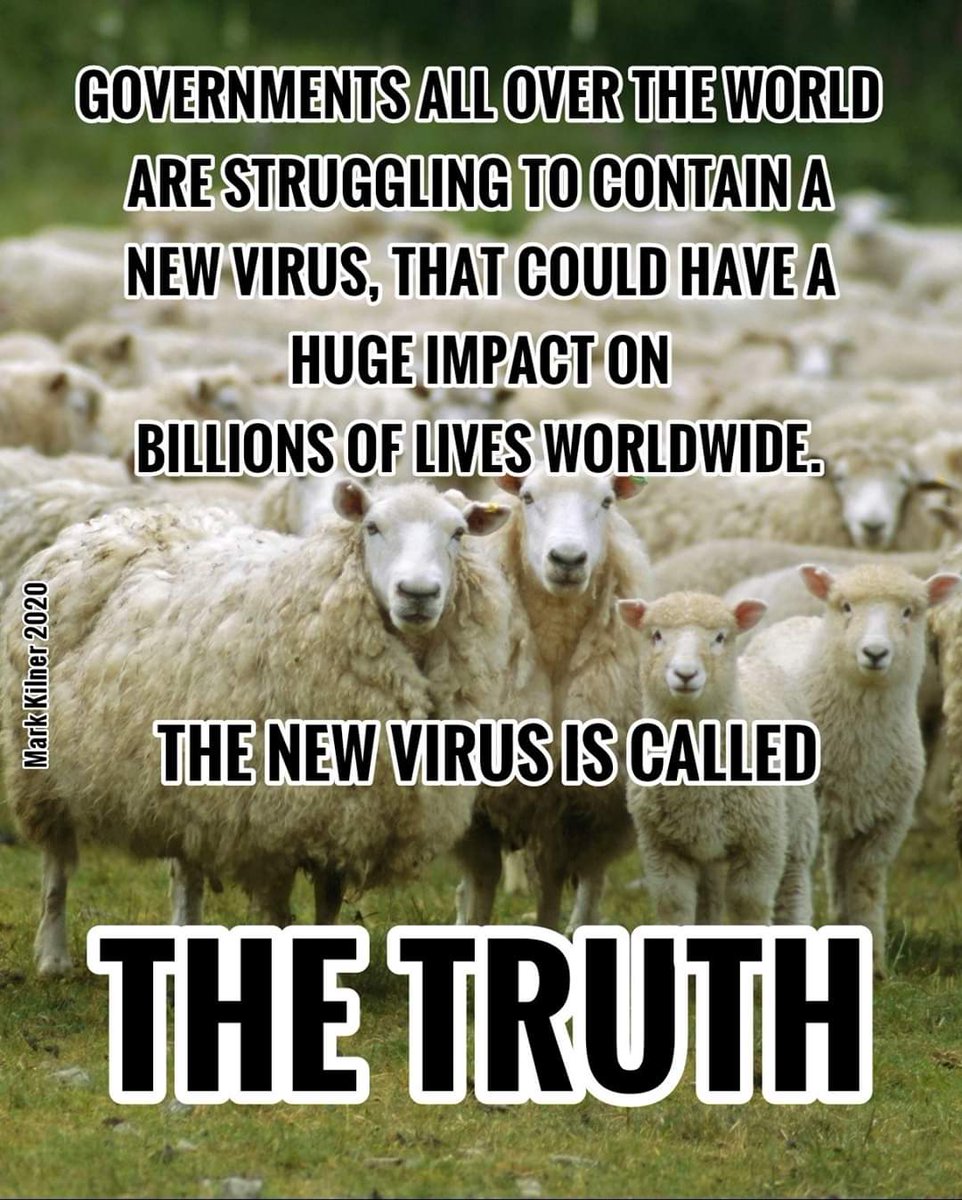 GOVERNMENTS ALL OVER THE WORLD
ARE STRUGGLING TO CONTAIN A
NEW VIRUS, THAT COULD HAVE A
HUGE IMPACT ON
BILLIONS OF LIVES WORLDWIDE.
Mark Kilner 2020
THE NEW VIRUS IS CALLED
THE TRUTH